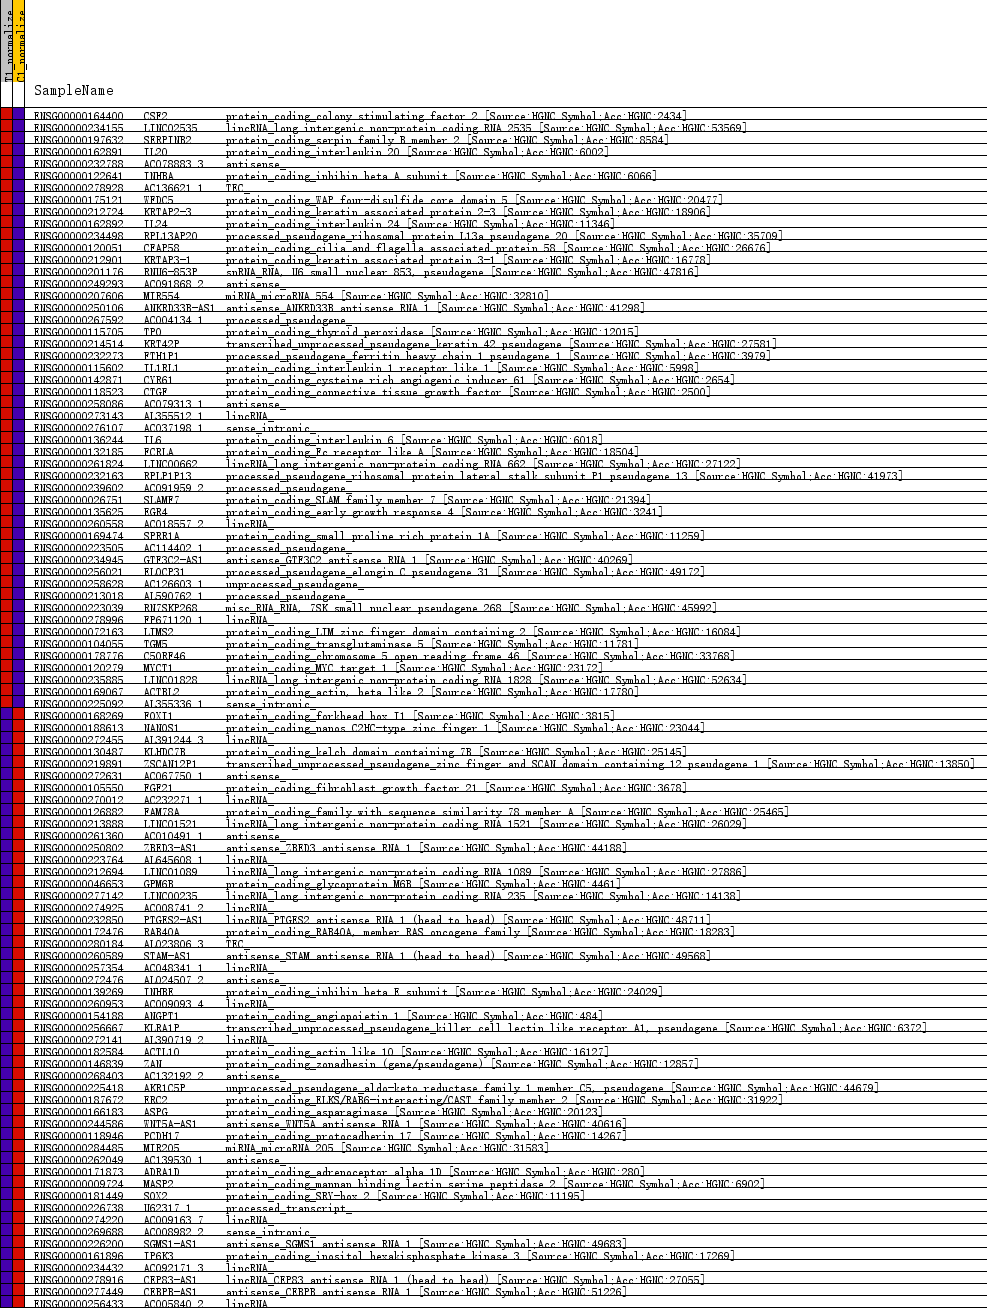 T1_normalize
C1_normalize
SampleName
ENSG00000164400 CSF2 protein_coding_colony stimulating factor 2 [Source:HGNC Symbol;Acc:HGNC:2434]
ENSG00000234155 LINC02535 lincRNA_long intergenic non-protein coding RNA 2535 [Source:HGNC Symbol;Acc:HGNC:53569]
ENSG00000197632 SERPINB2 protein_coding_serpin family B member 2 [Source:HGNC Symbol;Acc:HGNC:8584]
ENSG00000162891 IL20 protein_coding_interleukin 20 [Source:HGNC Symbol;Acc:HGNC:6002]
ENSG00000232788 AC078883.3 antisense_
ENSG00000122641 INHBA protein_coding_inhibin beta A subunit [Source:HGNC Symbol;Acc:HGNC:6066]
ENSG00000278928 AC136621.1 TEC_
ENSG00000175121 WFDC5 protein_coding_WAP four-disulfide core domain 5 [Source:HGNC Symbol;Acc:HGNC:20477]
ENSG00000212724 KRTAP2-3 protein_coding_keratin associated protein 2-3 [Source:HGNC Symbol;Acc:HGNC:18906]
ENSG00000162892 IL24 protein_coding_interleukin 24 [Source:HGNC Symbol;Acc:HGNC:11346]
ENSG00000234498 RPL13AP20 processed_pseudogene_ribosomal protein L13a pseudogene 20 [Source:HGNC Symbol;Acc:HGNC:35709]
ENSG00000120051 CFAP58 protein_coding_cilia and flagella associated protein 58 [Source:HGNC Symbol;Acc:HGNC:26676]
ENSG00000212901 KRTAP3-1 protein_coding_keratin associated protein 3-1 [Source:HGNC Symbol;Acc:HGNC:16778]
ENSG00000201176 RNU6-853P snRNA_RNA, U6 small nuclear 853, pseudogene [Source:HGNC Symbol;Acc:HGNC:47816]
ENSG00000249293 AC091868.2 antisense_
ENSG00000207606 MIR554 miRNA_microRNA 554 [Source:HGNC Symbol;Acc:HGNC:32810]
ENSG00000250106 ANKRD33B-AS1 antisense_ANKRD33B antisense RNA 1 [Source:HGNC Symbol;Acc:HGNC:41298]
ENSG00000267592 AC004134.1 processed_pseudogene_
ENSG00000115705 TPO protein_coding_thyroid peroxidase [Source:HGNC Symbol;Acc:HGNC:12015]
ENSG00000214514 KRT42P transcribed_unprocessed_pseudogene_keratin 42 pseudogene [Source:HGNC Symbol;Acc:HGNC:27581]
ENSG00000232273 FTH1P1 processed_pseudogene_ferritin heavy chain 1 pseudogene 1 [Source:HGNC Symbol;Acc:HGNC:3979]
ENSG00000115602 IL1RL1 protein_coding_interleukin 1 receptor like 1 [Source:HGNC Symbol;Acc:HGNC:5998]
ENSG00000142871 CYR61 protein_coding_cysteine rich angiogenic inducer 61 [Source:HGNC Symbol;Acc:HGNC:2654]
ENSG00000118523 CTGF protein_coding_connective tissue growth factor [Source:HGNC Symbol;Acc:HGNC:2500]
ENSG00000258086 AC079313.1 antisense_
ENSG00000273143 AL355512.1 lincRNA_
ENSG00000276107 AC037198.1 sense_intronic_
ENSG00000136244 IL6 protein_coding_interleukin 6 [Source:HGNC Symbol;Acc:HGNC:6018]
ENSG00000132185 FCRLA protein_coding_Fc receptor like A [Source:HGNC Symbol;Acc:HGNC:18504]
ENSG00000261824 LINC00662 lincRNA_long intergenic non-protein coding RNA 662 [Source:HGNC Symbol;Acc:HGNC:27122]
ENSG00000232163 RPLP1P13 processed_pseudogene_ribosomal protein lateral stalk subunit P1 pseudogene 13 [Source:HGNC Symbol;Acc:HGNC:41973]
ENSG00000239602 AC091959.2 processed_pseudogene_
ENSG00000026751 SLAMF7 protein_coding_SLAM family member 7 [Source:HGNC Symbol;Acc:HGNC:21394]
ENSG00000135625 EGR4 protein_coding_early growth response 4 [Source:HGNC Symbol;Acc:HGNC:3241]
ENSG00000260558 AC018557.2 lincRNA_
ENSG00000169474 SPRR1A protein_coding_small proline rich protein 1A [Source:HGNC Symbol;Acc:HGNC:11259]
ENSG00000223505 AC114402.1 processed_pseudogene_
ENSG00000234945 GTF3C2-AS1 antisense_GTF3C2 antisense RNA 1 [Source:HGNC Symbol;Acc:HGNC:40269]
ENSG00000256021 ELOCP31 processed_pseudogene_elongin C pseudogene 31 [Source:HGNC Symbol;Acc:HGNC:49172]
ENSG00000258628 AC126603.1 unprocessed_pseudogene_
ENSG00000213018 AL590762.1 processed_pseudogene_
ENSG00000223039 RN7SKP268 misc_RNA_RNA, 7SK small nuclear pseudogene 268 [Source:HGNC Symbol;Acc:HGNC:45992]
ENSG00000278996 FP671120.1 lincRNA_
ENSG00000072163 LIMS2 protein_coding_LIM zinc finger domain containing 2 [Source:HGNC Symbol;Acc:HGNC:16084]
ENSG00000104055 TGM5 protein_coding_transglutaminase 5 [Source:HGNC Symbol;Acc:HGNC:11781]
ENSG00000178776 C5ORF46 protein_coding_chromosome 5 open reading frame 46 [Source:HGNC Symbol;Acc:HGNC:33768]
ENSG00000120279 MYCT1 protein_coding_MYC target 1 [Source:HGNC Symbol;Acc:HGNC:23172]
ENSG00000235885 LINC01828 lincRNA_long intergenic non-protein coding RNA 1828 [Source:HGNC Symbol;Acc:HGNC:52634]
ENSG00000169067 ACTBL2 protein_coding_actin, beta like 2 [Source:HGNC Symbol;Acc:HGNC:17780]
ENSG00000225092 AL355336.1 sense_intronic_
ENSG00000168269 FOXI1 protein_coding_forkhead box I1 [Source:HGNC Symbol;Acc:HGNC:3815]
ENSG00000188613 NANOS1 protein_coding_nanos C2HC-type zinc finger 1 [Source:HGNC Symbol;Acc:HGNC:23044]
ENSG00000272455 AL391244.3 lincRNA_
ENSG00000130487 KLHDC7B protein_coding_kelch domain containing 7B [Source:HGNC Symbol;Acc:HGNC:25145]
ENSG00000219891 ZSCAN12P1 transcribed_unprocessed_pseudogene_zinc finger and SCAN domain containing 12 pseudogene 1 [Source:HGNC Symbol;Acc:HGNC:13850]
ENSG00000272631 AC067750.1 antisense_
ENSG00000105550 FGF21 protein_coding_fibroblast growth factor 21 [Source:HGNC Symbol;Acc:HGNC:3678]
ENSG00000270012 AC232271.1 lincRNA_
ENSG00000126882 FAM78A protein_coding_family with sequence similarity 78 member A [Source:HGNC Symbol;Acc:HGNC:25465]
ENSG00000213888 LINC01521 lincRNA_long intergenic non-protein coding RNA 1521 [Source:HGNC Symbol;Acc:HGNC:26029]
ENSG00000261360 AC010491.1 antisense_
ENSG00000250802 ZBED3-AS1 antisense_ZBED3 antisense RNA 1 [Source:HGNC Symbol;Acc:HGNC:44188]
ENSG00000223764 AL645608.1 lincRNA_
ENSG00000212694 LINC01089 lincRNA_long intergenic non-protein coding RNA 1089 [Source:HGNC Symbol;Acc:HGNC:27886]
ENSG00000046653 GPM6B protein_coding_glycoprotein M6B [Source:HGNC Symbol;Acc:HGNC:4461]
ENSG00000277142 LINC00235 lincRNA_long intergenic non-protein coding RNA 235 [Source:HGNC Symbol;Acc:HGNC:14138]
ENSG00000274925 AC008741.2 lincRNA_
ENSG00000232850 PTGES2-AS1 lincRNA_PTGES2 antisense RNA 1 (head to head) [Source:HGNC Symbol;Acc:HGNC:48711]
ENSG00000172476 RAB40A protein_coding_RAB40A, member RAS oncogene family [Source:HGNC Symbol;Acc:HGNC:18283]
ENSG00000280184 AL023806.3 TEC_
ENSG00000260589 STAM-AS1 antisense_STAM antisense RNA 1 (head to head) [Source:HGNC Symbol;Acc:HGNC:49568]
ENSG00000257354 AC048341.1 lincRNA_
ENSG00000272476 AL024507.2 antisense_
ENSG00000139269 INHBE protein_coding_inhibin beta E subunit [Source:HGNC Symbol;Acc:HGNC:24029]
ENSG00000260953 AC009093.4 lincRNA_
ENSG00000154188 ANGPT1 protein_coding_angiopoietin 1 [Source:HGNC Symbol;Acc:HGNC:484]
ENSG00000256667 KLRA1P transcribed_unprocessed_pseudogene_killer cell lectin like receptor A1, pseudogene [Source:HGNC Symbol;Acc:HGNC:6372]
ENSG00000272141 AL390719.2 lincRNA_
ENSG00000182584 ACTL10 protein_coding_actin like 10 [Source:HGNC Symbol;Acc:HGNC:16127]
ENSG00000146839 ZAN protein_coding_zonadhesin (gene/pseudogene) [Source:HGNC Symbol;Acc:HGNC:12857]
ENSG00000268403 AC132192.2 antisense_
ENSG00000225418 AKR1C5P unprocessed_pseudogene_aldo-keto reductase family 1 member C5, pseudogene [Source:HGNC Symbol;Acc:HGNC:44679]
ENSG00000187672 ERC2 protein_coding_ELKS/RAB6-interacting/CAST family member 2 [Source:HGNC Symbol;Acc:HGNC:31922]
ENSG00000166183 ASPG protein_coding_asparaginase [Source:HGNC Symbol;Acc:HGNC:20123]
ENSG00000244586 WNT5A-AS1 antisense_WNT5A antisense RNA 1 [Source:HGNC Symbol;Acc:HGNC:40616]
ENSG00000118946 PCDH17 protein_coding_protocadherin 17 [Source:HGNC Symbol;Acc:HGNC:14267]
ENSG00000284485 MIR205 miRNA_microRNA 205 [Source:HGNC Symbol;Acc:HGNC:31583]
ENSG00000262049 AC139530.1 antisense_
ENSG00000171873 ADRA1D protein_coding_adrenoceptor alpha 1D [Source:HGNC Symbol;Acc:HGNC:280]
ENSG00000009724 MASP2 protein_coding_mannan binding lectin serine peptidase 2 [Source:HGNC Symbol;Acc:HGNC:6902]
ENSG00000181449 SOX2 protein_coding_SRY-box 2 [Source:HGNC Symbol;Acc:HGNC:11195]
ENSG00000226738 U62317.1 processed_transcript_
ENSG00000274220 AC009163.7 lincRNA_
ENSG00000269688 AC008982.2 sense_intronic_
ENSG00000226200 SGMS1-AS1 antisense_SGMS1 antisense RNA 1 [Source:HGNC Symbol;Acc:HGNC:49683]
ENSG00000161896 IP6K3 protein_coding_inositol hexakisphosphate kinase 3 [Source:HGNC Symbol;Acc:HGNC:17269]
ENSG00000234432 AC092171.3 lincRNA_
ENSG00000278916 CEP83-AS1 lincRNA_CEP83 antisense RNA 1 (head to head) [Source:HGNC Symbol;Acc:HGNC:27055]
ENSG00000277449 CEBPB-AS1 antisense_CEBPB antisense RNA 1 [Source:HGNC Symbol;Acc:HGNC:51226]
ENSG00000256433 AC005840.2 lincRNA_